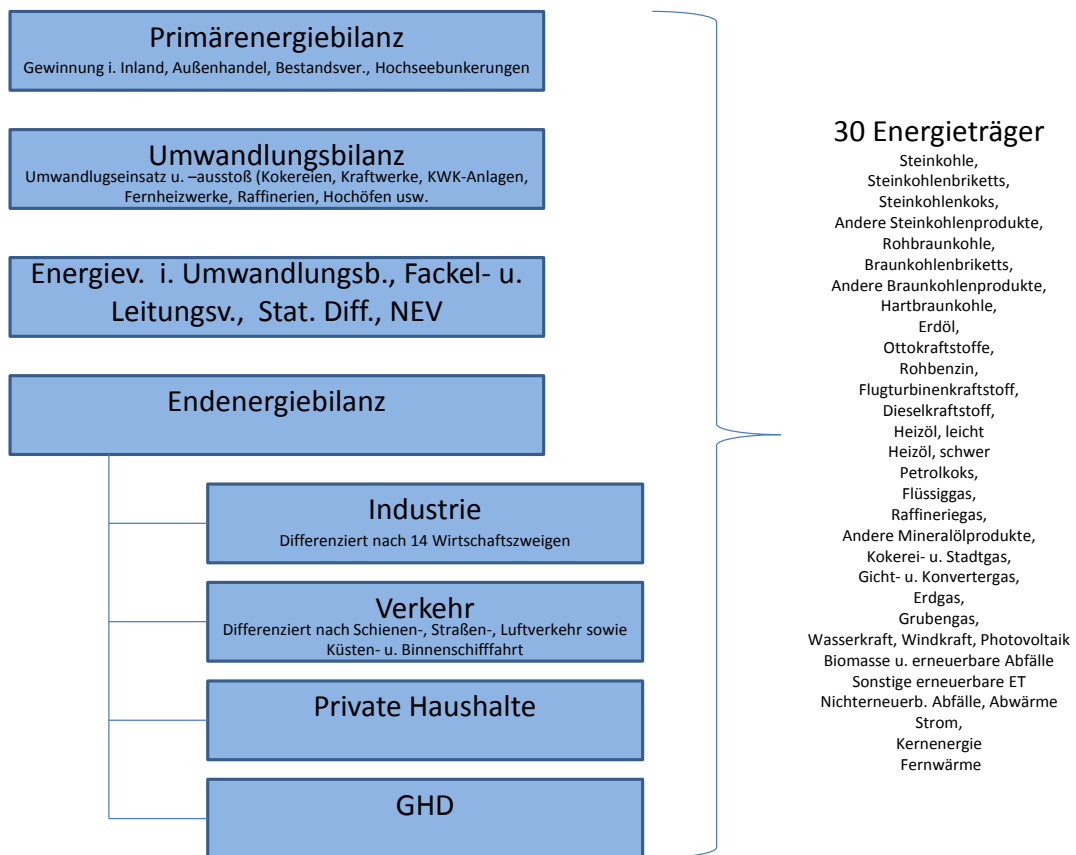 Primärenergiebilanz
Gewinnung i. Inland, Außenhandel, Bestandsver., Hochseebunkerungen
Umwandlungsbilanz
Umwandlugseinsatz u. –ausstoß (Kokereien, Kraftwerke, KWK-Anlagen,
Fernheizwerke, Raffinerien, Hochöfen usw.
Energiev. i. Umwandlungsb., Fackel- u.
Leitungsv., Stat. Diff., NEV
Endenergiebilanz
Industrie
Differenziert nach 14 Wirtschaftszweigen
Verkehr
Differenziert nach Schienen-, Straßen-, Luftverkehr sowie
Küsten- u. Binnenschifffahrt
Private Haushalte
GHD
30 Energieträger
Steinkohle,
Steinkohlenbriketts,
Steinkohlenkoks,
Andere Steinkohlenprodukte,
Rohbraunkohle,
Braunkohlenbriketts,
Andere Braunkohlenprodukte,
Hartbraunkohle,
Erdöl,
Ottokraftstoffe,
Rohbenzin,
Flugturbinenkraftstoff,
Dieselkraftstoff,
Heizöl, leicht
Heizöl, schwer
Petrolkoks,
Flüssiggas,
Raffineriegas,
Andere Mineralölprodukte,
Kokerei- u. Stadtgas,
Gicht- u. Konvertergas,
Erdgas,
Grubengas,
Wasserkraft, Windkraft, Photovoltaik
Biomasse u. erneuerbare Abfälle
Sonstige erneuerbare ET
Nichterneuerb. Abfälle, Abwärme
Strom,
Kernenergie
Fernwärme